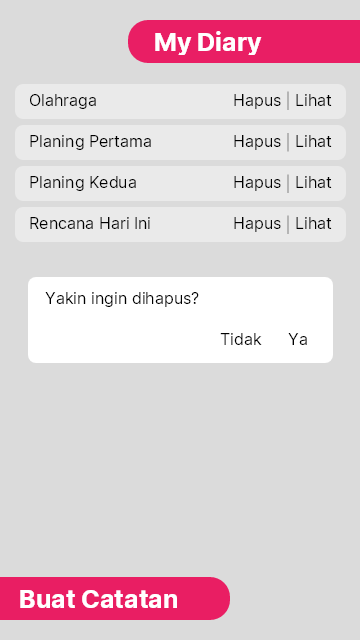 My Diary
Olahraga Hapus | Lihat
Planing Pertama Hapus | Lihat
Planing Kedua Hapus | Lihat
Rencana Hari Ini Hapus | Lihat
Yakin ingin dihapus?
Tidak Ya
Buat Catatan